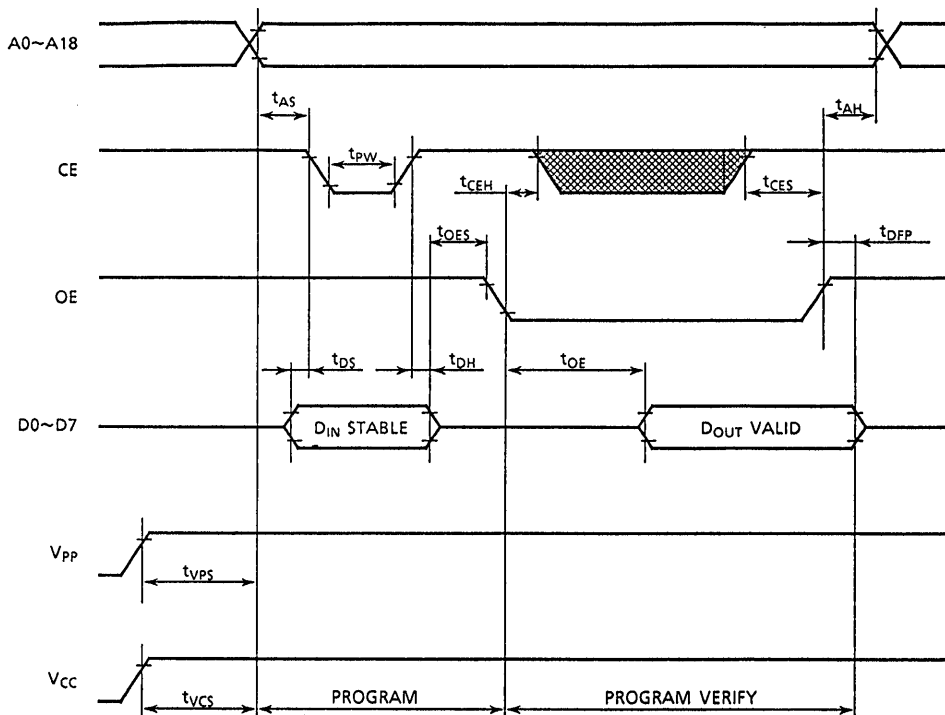 A0~A18
tAS
tAH
CE
tPW
tCEH
tCES
tOES
tDFP
OE
tDS
tDH
tOE
D0~D7
DIN STABLE
DOUT VALID
VPP
tVPS
VCC
tVCS
PROGRAM
PROGRAM VERIFY